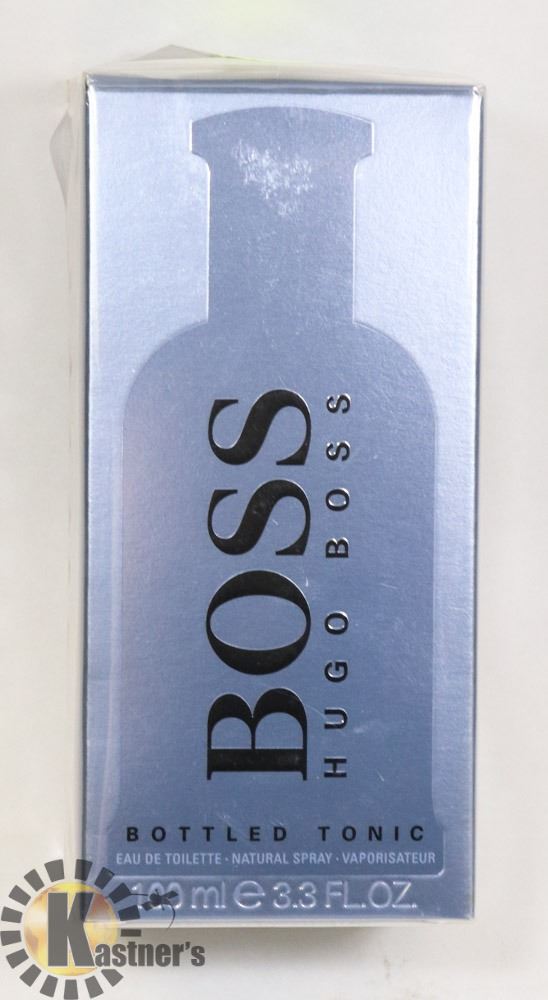 BOSS
HUGO BOSS
BOTTLED TONIC
EAU DE TOILETTE · NATURAL SPRAY · VAPORISATEUR
100 ml ℮ 3.3 FL.OZ.
Kastner's